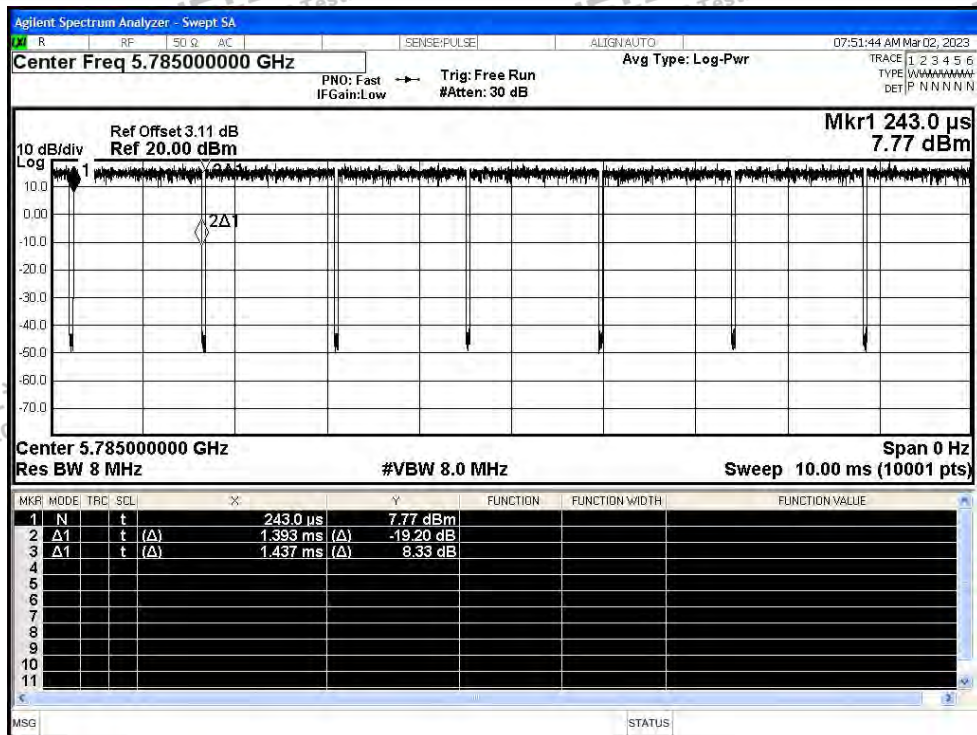 Agilent Spectrum Analyzer - Swept SA
LXI R RF 50 Ω AC SENSE:PULSE ALIGN AUTO 07:51:44 AM Mar 02, 2023
Center Freq 5.785000000 GHz
PNO: Fast
IFGain:Low
Trig: Free Run
#Atten: 30 dB
Avg Type: Log-Pwr
TRACE 1 2 3 4 5 6
TYPE WWWWWW
DET P N N N N N
Mkr1 243.0 µs
7.77 dBm
10 dB/div
Log
Ref Offset 3.11 dB
Ref 20.00 dBm
1
10.0
0.00
2Δ1
-10.0
-20.0
-30.0
-40.0
-50.0
-60.0
-70.0
Center 5.785000000 GHz
Span 0 Hz
Res BW 8 MHz
#VBW 8.0 MHz
Sweep 10.00 ms (10001 pts)
MKR MODE TRC SCL X Y FUNCTION FUNCTION WIDTH FUNCTION VALUE
1 N t 243.0 µs 7.77 dBm
2 Δ1 t (Δ) 1.393 ms (Δ) -19.20 dB
3 Δ1 t (Δ) 1.437 ms (Δ) 8.33 dB
4
5
6
7
8
9
10
11
MSG
STATUS